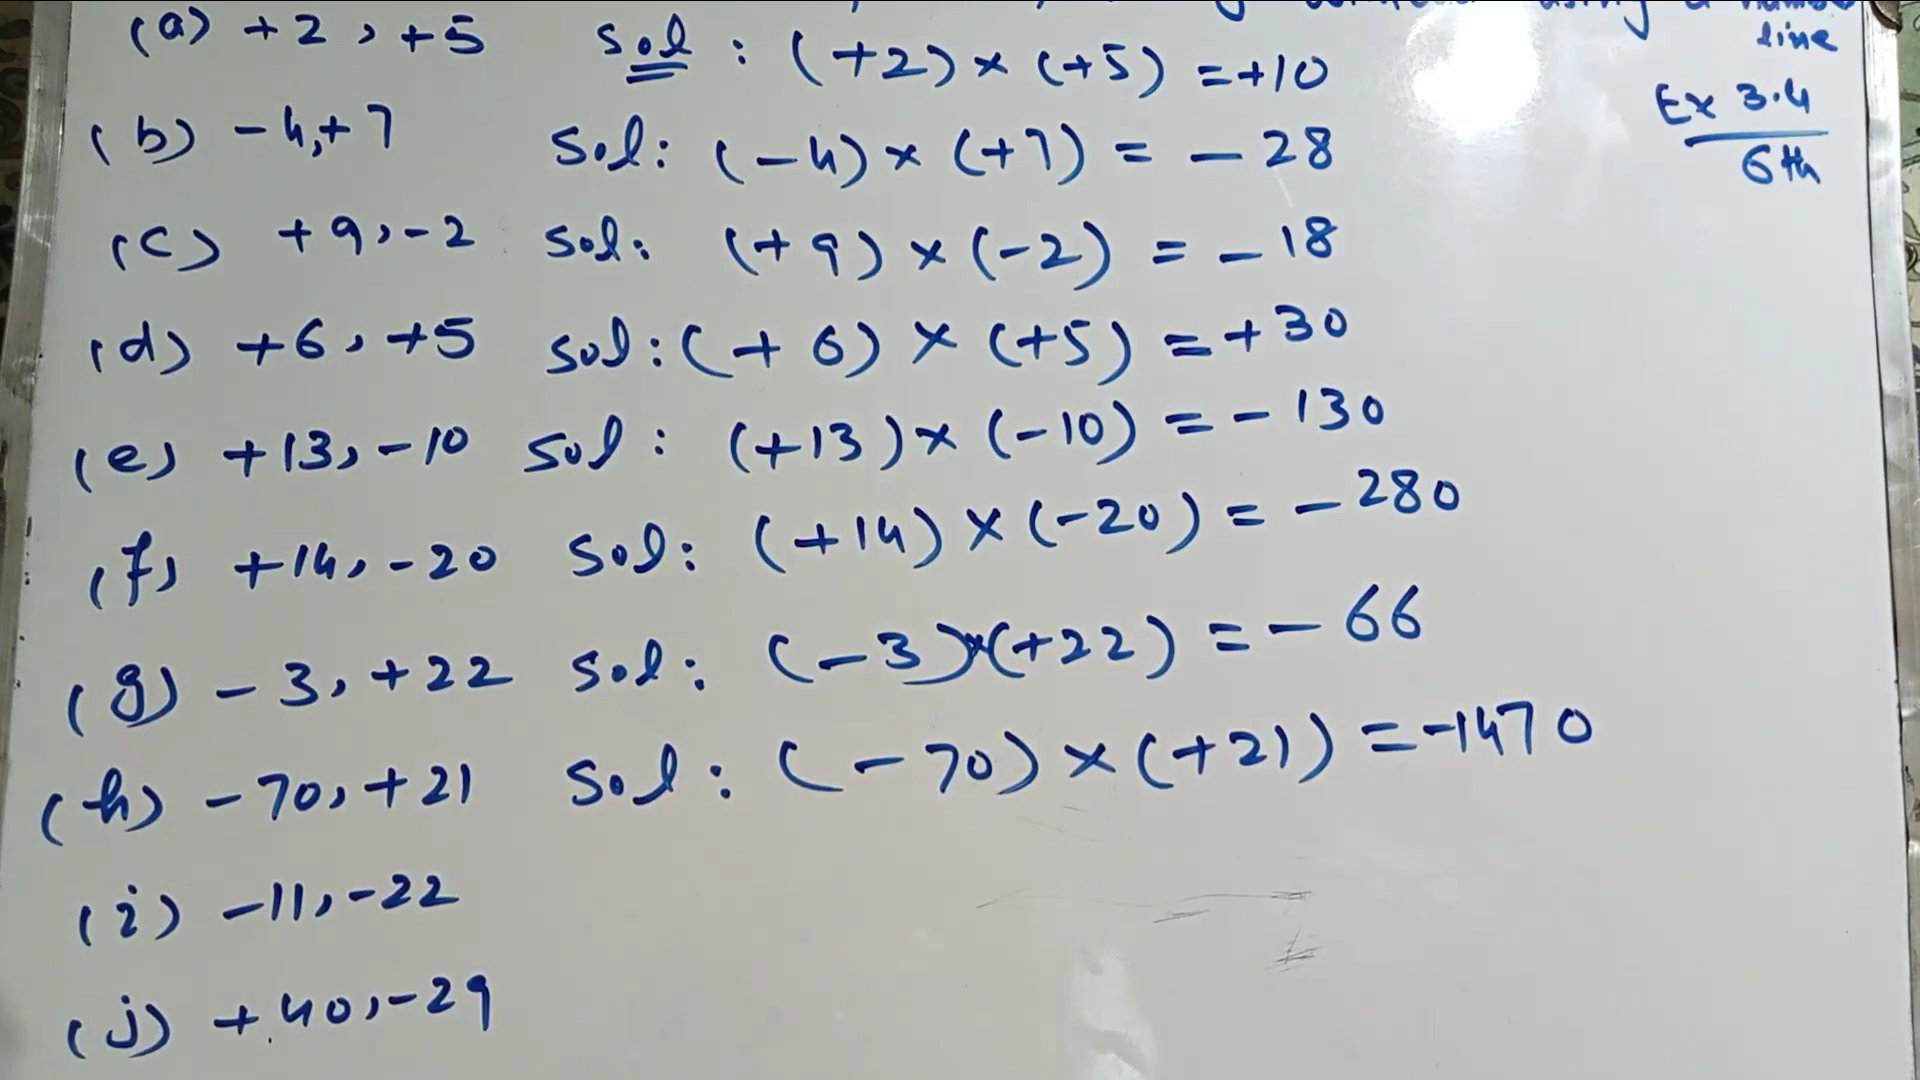 using a number
line
Ex 3.4
6th
(a) +2, +5 Sol: (+2) × (+5) = +10
(b) -4, +7 Sol: (-4) × (+7) = -28
(c) +9, -2 Sol: (+9) × (-2) = -18
(d) +6, +5 Sol: (+6) × (+5) = +30
(e) +13, -10 Sol: (+13) × (-10) = -130
(f) +14, -20 Sol: (+14) × (-20) = -280
(g) -3, +22 Sol: (-3) × (+22) = -66
(h) -70, +21 Sol: (-70) × (+21) = -1470
(i) -11, -22
(j) +40, -29